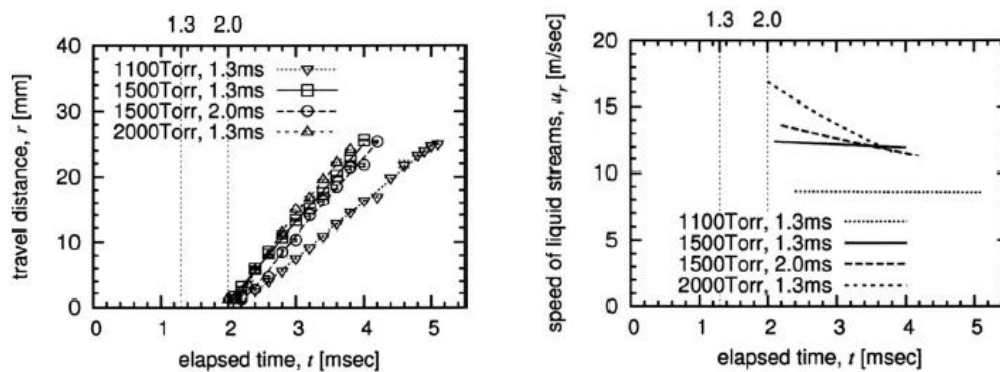 1.3 2.0
40
30
20
10
0
travel distance, r [mm]
1100Torr, 1.3ms
1500Torr, 1.3ms
1500Torr, 2.0ms
2000Torr, 1.3ms
0 1 2 3 4 5
elapsed time, t [msec]
1.3 2.0
20
15
10
5
0
speed of liquid streams, u_r [m/sec]
1100Torr, 1.3ms
1500Torr, 1.3ms
1500Torr, 2.0ms
2000Torr, 1.3ms
0 1 2 3 4 5
elapsed time, t [msec]